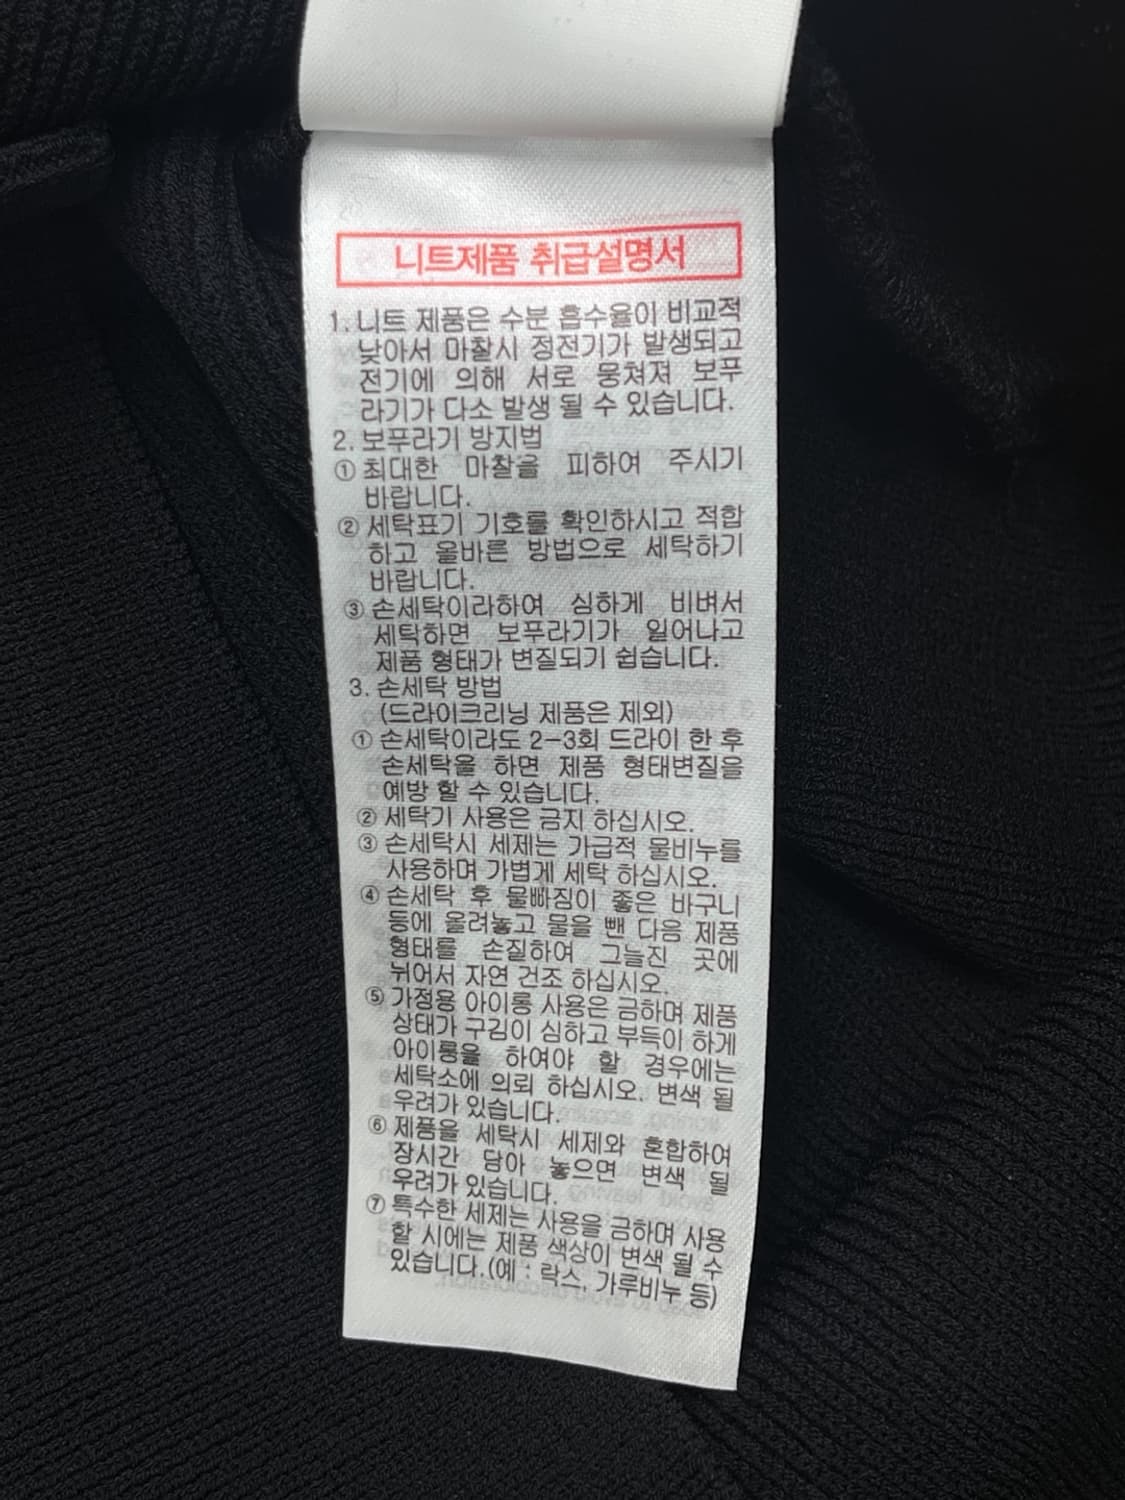 니트제품 취급설명서
1. 니트 제품은 수분 흡수율이 비교적
낮아서 마찰시 정전기가 발생되고
전기에 의해 서로 뭉쳐져 보푸
라기가 다소 발생 될 수 있습니다.
2. 보푸라기 방지법
① 최대한 마찰을 피하여 주시기
바랍니다.
② 세탁표기 기호를 확인하시고 적합
하고 올바른 방법으로 세탁하기
바랍니다.
③ 손세탁이라하여 심하게 비벼서
세탁하면 보푸라기가 일어나고
제품 형태가 변질되기 쉽습니다.
3. 손세탁 방법
(드라이크리닝 제품은 제외)
① 손세탁이라도 2-3회 드라이 한 후
손세탁을 하면 제품 형태변질을
예방 할 수 있습니다.
② 세탁기 사용은 금지 하십시오.
③ 손세탁시 세제는 가급적 물비누를
사용하며 가볍게 세탁 하십시오.
④ 손세탁 후 물빠짐이 좋은 바구니
등에 올려놓고 물을 뺀 다음 제품
형태를 손질하여 그늘진 곳에
뉘어서 자연 건조 하십시오.
⑤ 가정용 아이롱 사용은 금하며 제품
상태가 구김이 심하고 부득이 하게
아이롱을 하여야 할 경우에는
세탁소에 의뢰 하십시오. 변색 될
우려가 있습니다.
⑥ 제품을 세탁시 세제와 혼합하여
장시간 담아 놓으면 변색 될
우려가 있습니다.
⑦ 특수한 세제는 사용을 금하며 사용
할 시에는 제품 색상이 변색 될 수
있습니다.(예 : 락스, 가루비누 등)